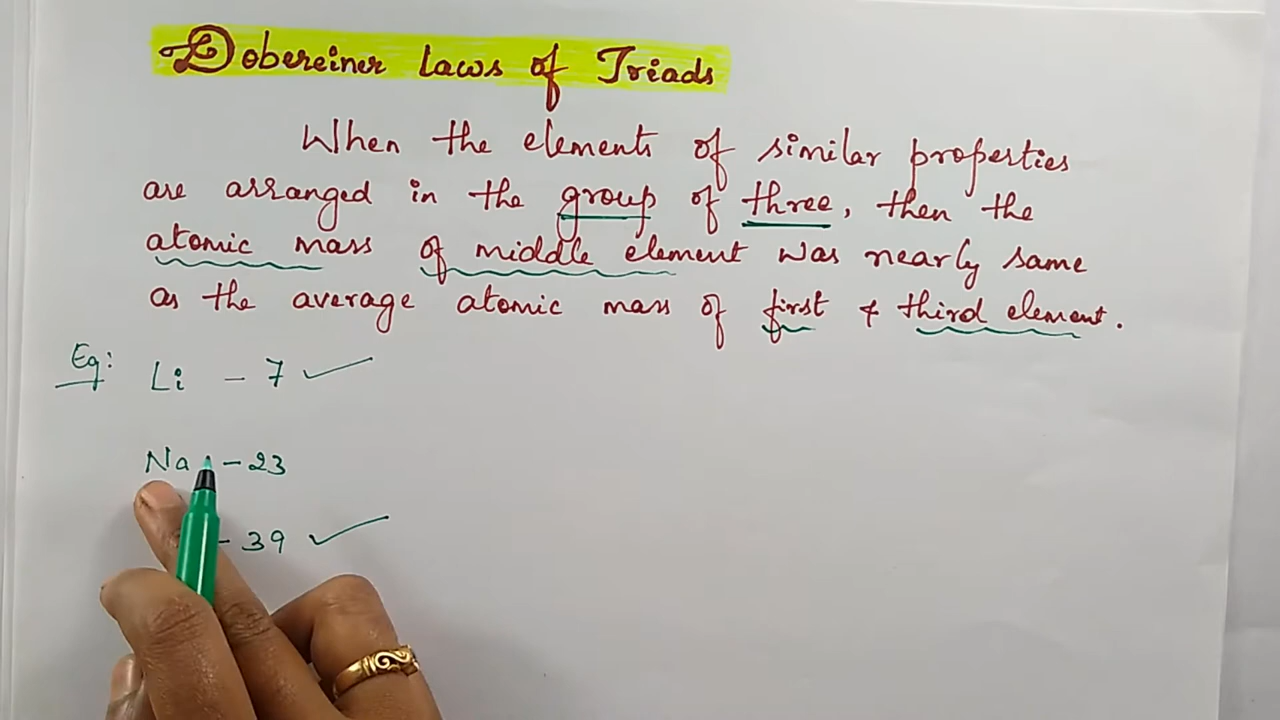 Dobereiner laws of Triads
When the elements of similar properties
are arranged in the group of three, then the
atomic mass of middle element was nearly same
as the average atomic mass of first & third element.
Eg: Li - 7
Na - 23
- 39